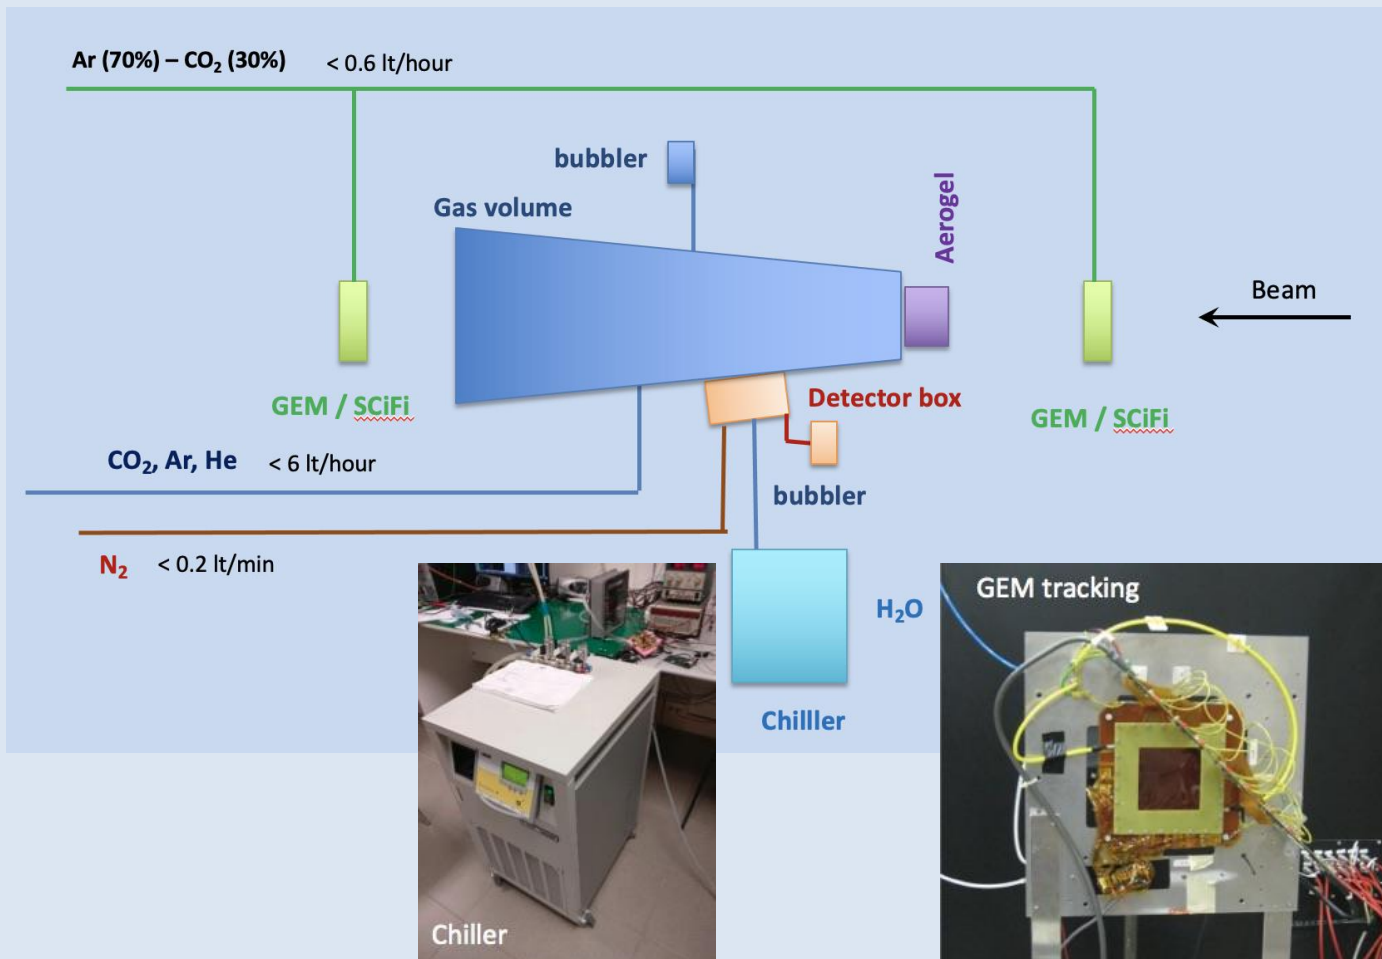 Ar (70%) – CO₂ (30%) < 0.6 lt/hour
bubbler
Gas volume
Aerogel
Beam
GEM / SCiFi
Detector box
GEM / SCiFi
CO₂, Ar, He < 6 lt/hour
bubbler
N₂ < 0.2 lt/min
H₂O
Chilller
GEM tracking
Chiller